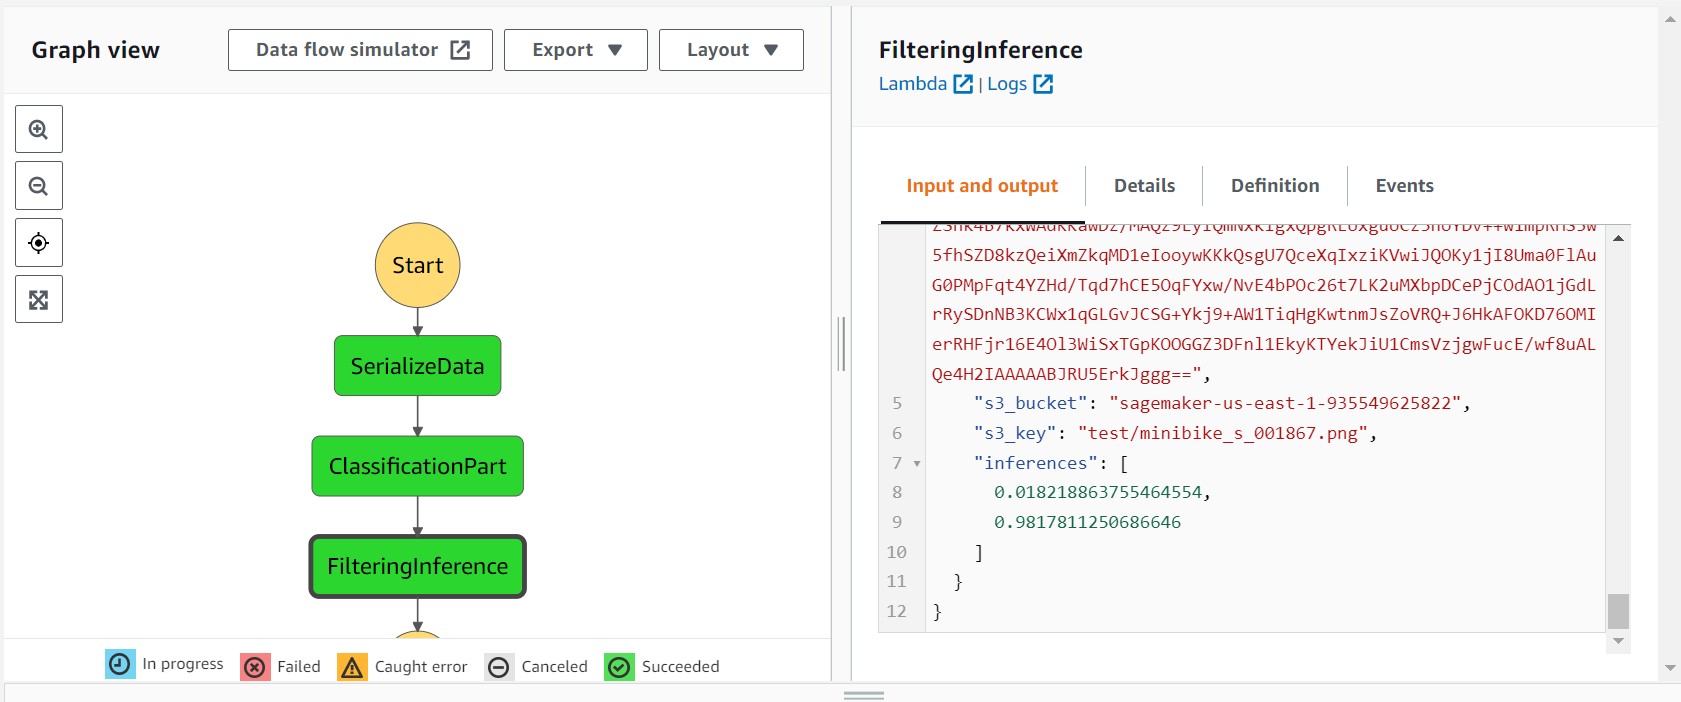 Graph view
Data flow simulator
Export
Layout
Start
SerializeData
ClassificationPart
FilteringInference
In progress
Failed
Caught error
Canceled
Succeeded
FilteringInference
Lambda | Logs
Input and output
Details
Definition
Events
5fhSZD8kzQeiXmZkqMD1eIooywKKkQsgU7QceXqIxziKVwiJQOKy1jI8Uma0FlAu
G0PMpFqt4YZHd/Tqd7hCE5OqFYxw/NvE4bPOc26t7LK2uMXbpDCePjCOdAO1jGdL
rRySDnNB3KCWx1qGLGvJCSG+Ykj9+AW1TiqHgKwtnmJsZoVRQ+J6HkAFOKD76OMI
erRHFjr16E4Ol3WiSxTGpKOOGGZ3DFnl1EkyKTYekJiU1CmsVzjgwFucE/wf8uAL
Qe4H2IAAAAABJRU5ErkJggg==",
5 "s3_bucket": "sagemaker-us-east-1-935549625822",
6 "s3_key": "test/minibike_s_001867.png",
7 "inferences": [
8 0.018218863755464554,
9 0.9817811250686646
10 ]
11 }
12 }